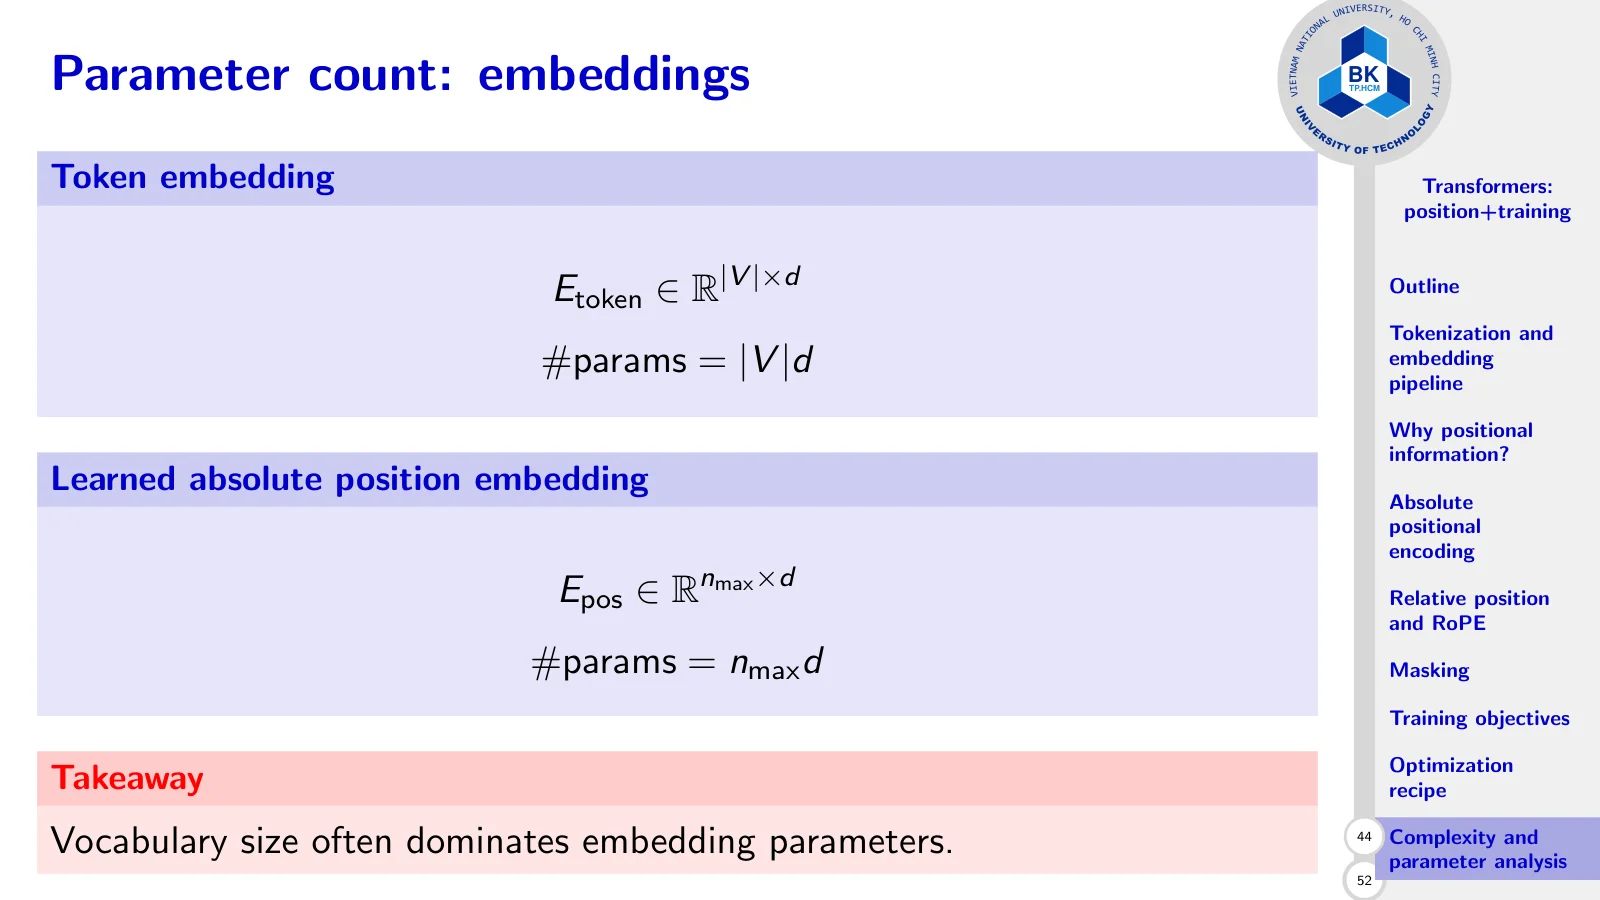 Parameter count: embeddings
Token embedding
E_token ∈ ℝ^{|V|×d}
#params = |V|d
Learned absolute position embedding
E_pos ∈ ℝ^{n_max×d}
#params = n_max d
Takeaway
Vocabulary size often dominates embedding parameters.
VIETNAM NATIONAL UNIVERSITY, HO CHI MINH CITY
BK
TP.HCM
UNIVERSITY OF TECHNOLOGY
Transformers:
position+training
Outline
Tokenization and
embedding
pipeline
Why positional
information?
Absolute
positional
encoding
Relative position
and RoPE
Masking
Training objectives
Optimization
recipe
44
Complexity and
parameter analysis
52